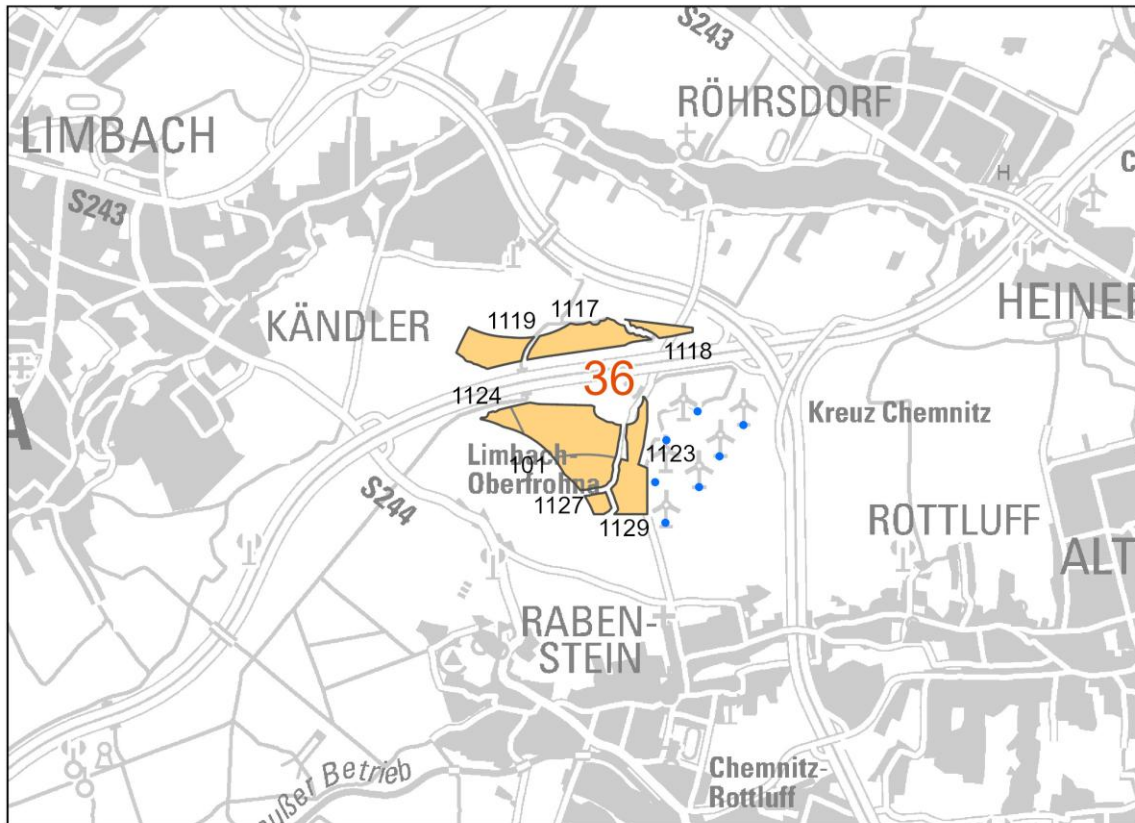 S243
RÖHRSDORF
LIMBACH
C
H
S243
HEINER
KÄNDLER
1119
1117
1118
36
1124
Kreuz Chemnitz
A
1123
Limbach-
101
Oberfrohna
S244
1127
1129
ROTTLUFF
ALT
RABEN-
STEIN
Chemnitz-
Rottluff
außer Betrieb